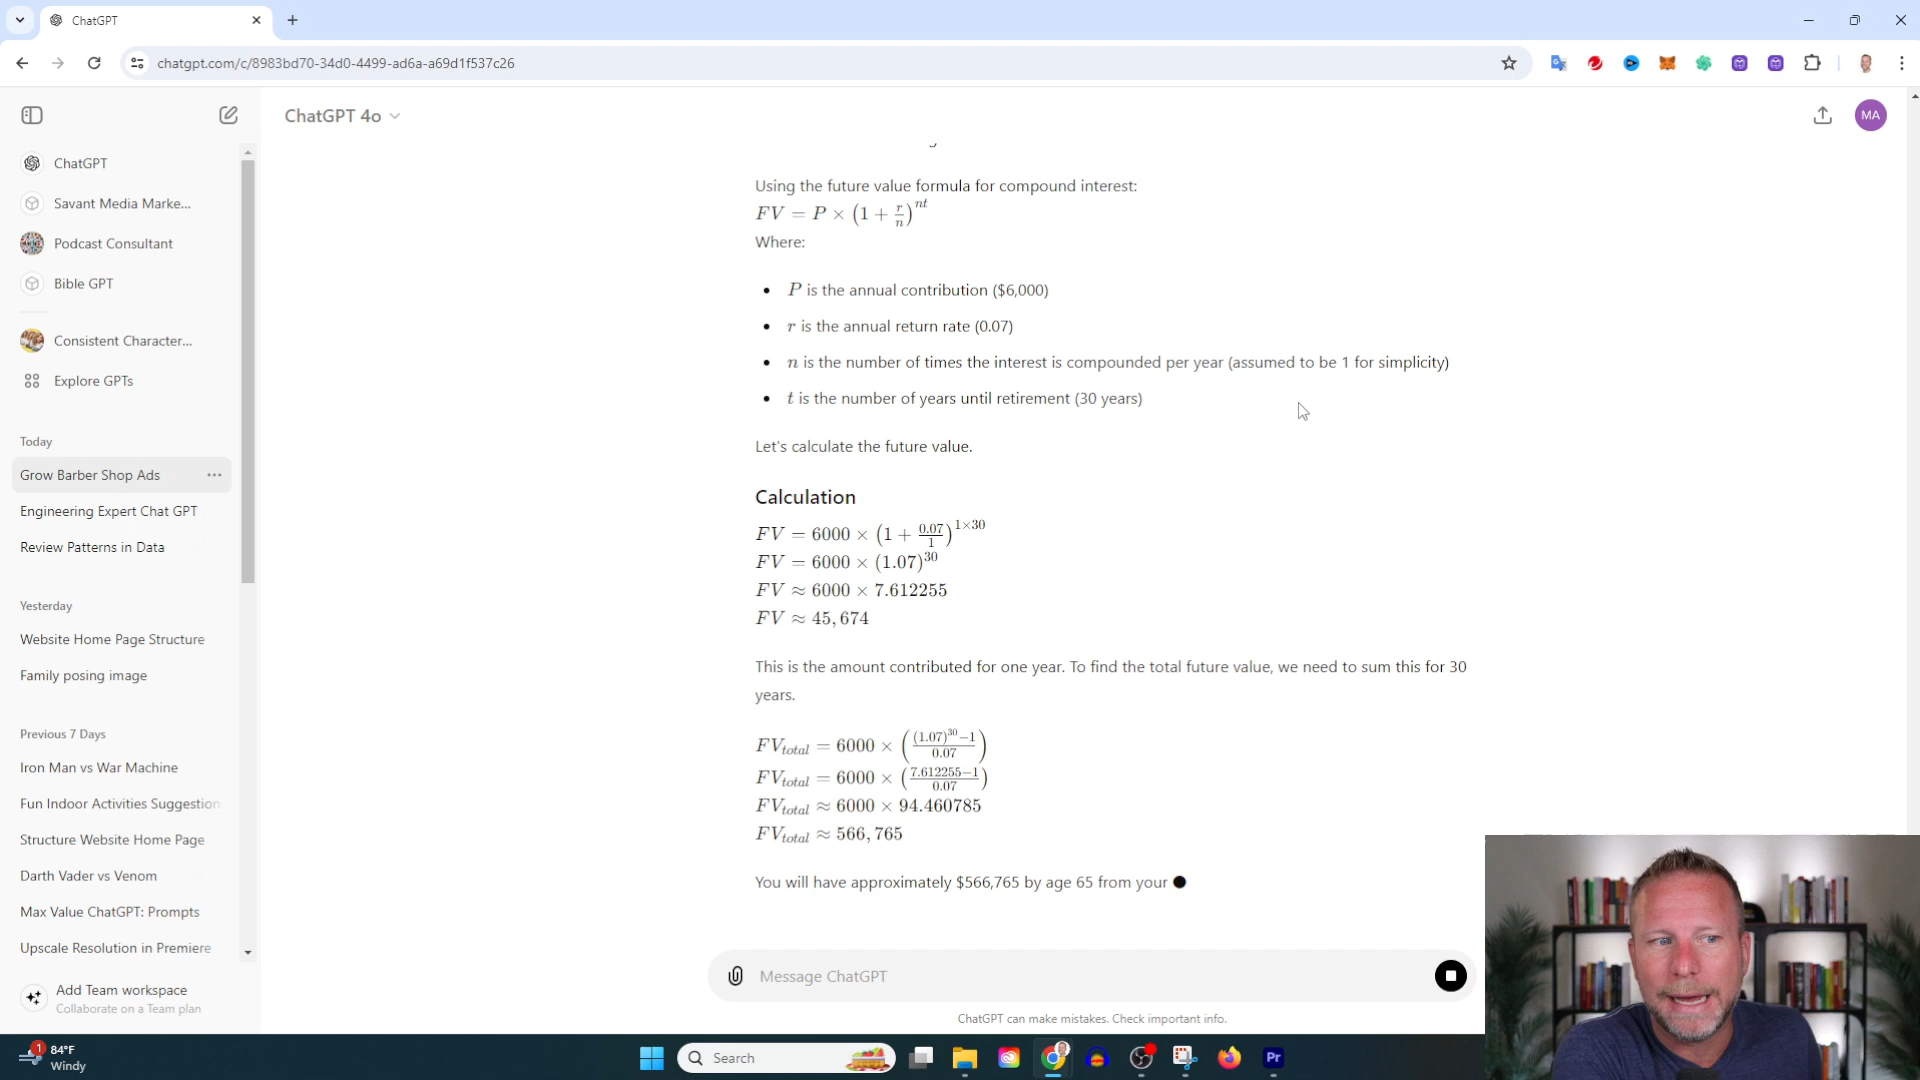 ChatGPT
chatgpt.com/c/8983bd70-34d0-4499-ad6a-a69d1f537c26
ChatGPT 4o
MA
ChatGPT
Savant Media Marke...
Podcast Consultant
Bible GPT
Consistent Character...
Explore GPTs
Today
Grow Barber Shop Ads
Engineering Expert Chat GPT
Review Patterns in Data
Yesterday
Website Home Page Structure
Family posing image
Previous 7 Days
Iron Man vs War Machine
Fun Indoor Activities Suggestion
Structure Website Home Page
Darth Vader vs Venom
Max Value ChatGPT: Prompts
Upscale Resolution in Premiere
Add Team workspace
Collaborate on a Team plan
Using the future value formula for compound interest:
FV = P × (1 + r/n)^nt
Where:
• P is the annual contribution ($6,000)
• r is the annual return rate (0.07)
• n is the number of times the interest is compounded per year (assumed to be 1 for simplicity)
• t is the number of years until retirement (30 years)
Let's calculate the future value.
Calculation
FV = 6000 × (1 + 0.07/1)^1×30
FV = 6000 × (1.07)^30
FV ≈ 6000 × 7.612255
FV ≈ 45,674
This is the amount contributed for one year. To find the total future value, we need to sum this for 30
years.
FVtotal = 6000 × ((1.07)^30−1/0.07)
FVtotal = 6000 × (7.612255−1/0.07)
FVtotal ≈ 6000 × 94.460785
FVtotal ≈ 566,765
You will have approximately $566,765 by age 65 from your
Message ChatGPT
ChatGPT can make mistakes. Check important info.
1
84°F
Windy
Search
Pr